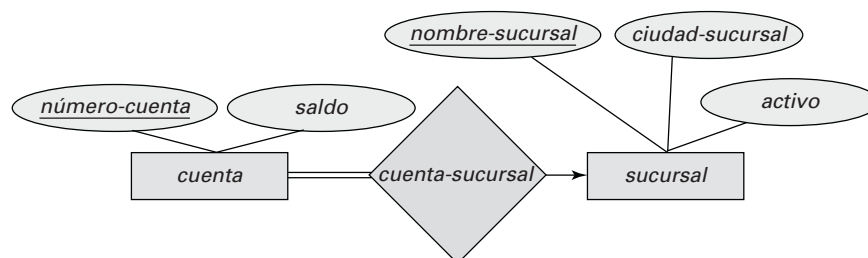 nombre-sucursal
ciudad-sucursal
número-cuenta
saldo
activo
cuenta
cuenta-sucursal
sucursal